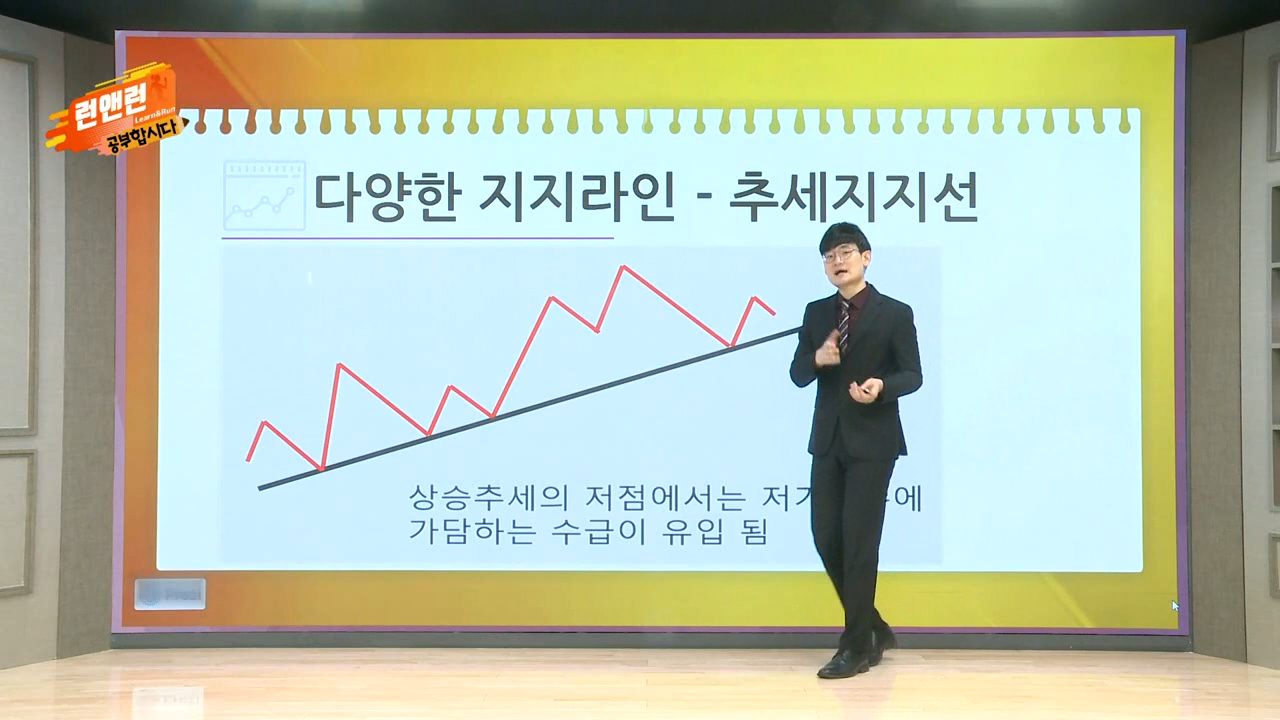 런앤런
Learn&Run
공부합시다
다양한 지지라인 - 추세지지선
상승추세의 저점에서는
가담하는 수급이 유입 됨
Prezi